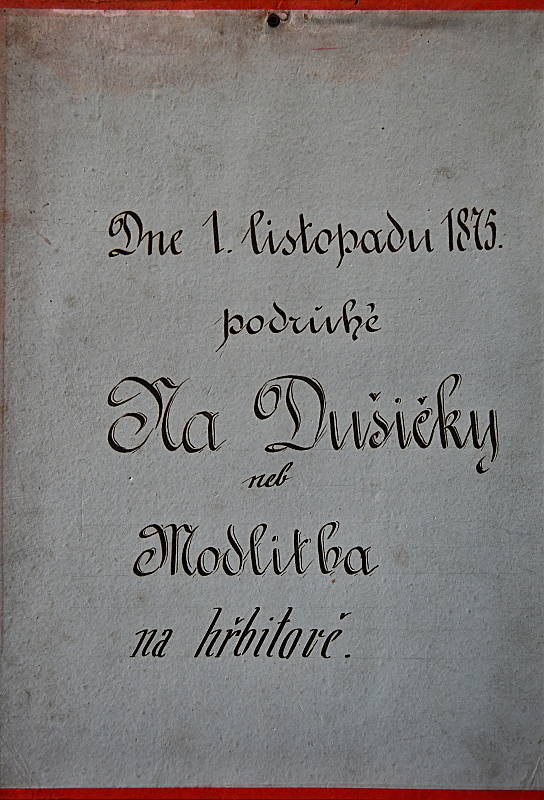 Dne 1. listopadu 1875.
podruhé
Na Dušičky
neb
Modlitba
na hřbitově.